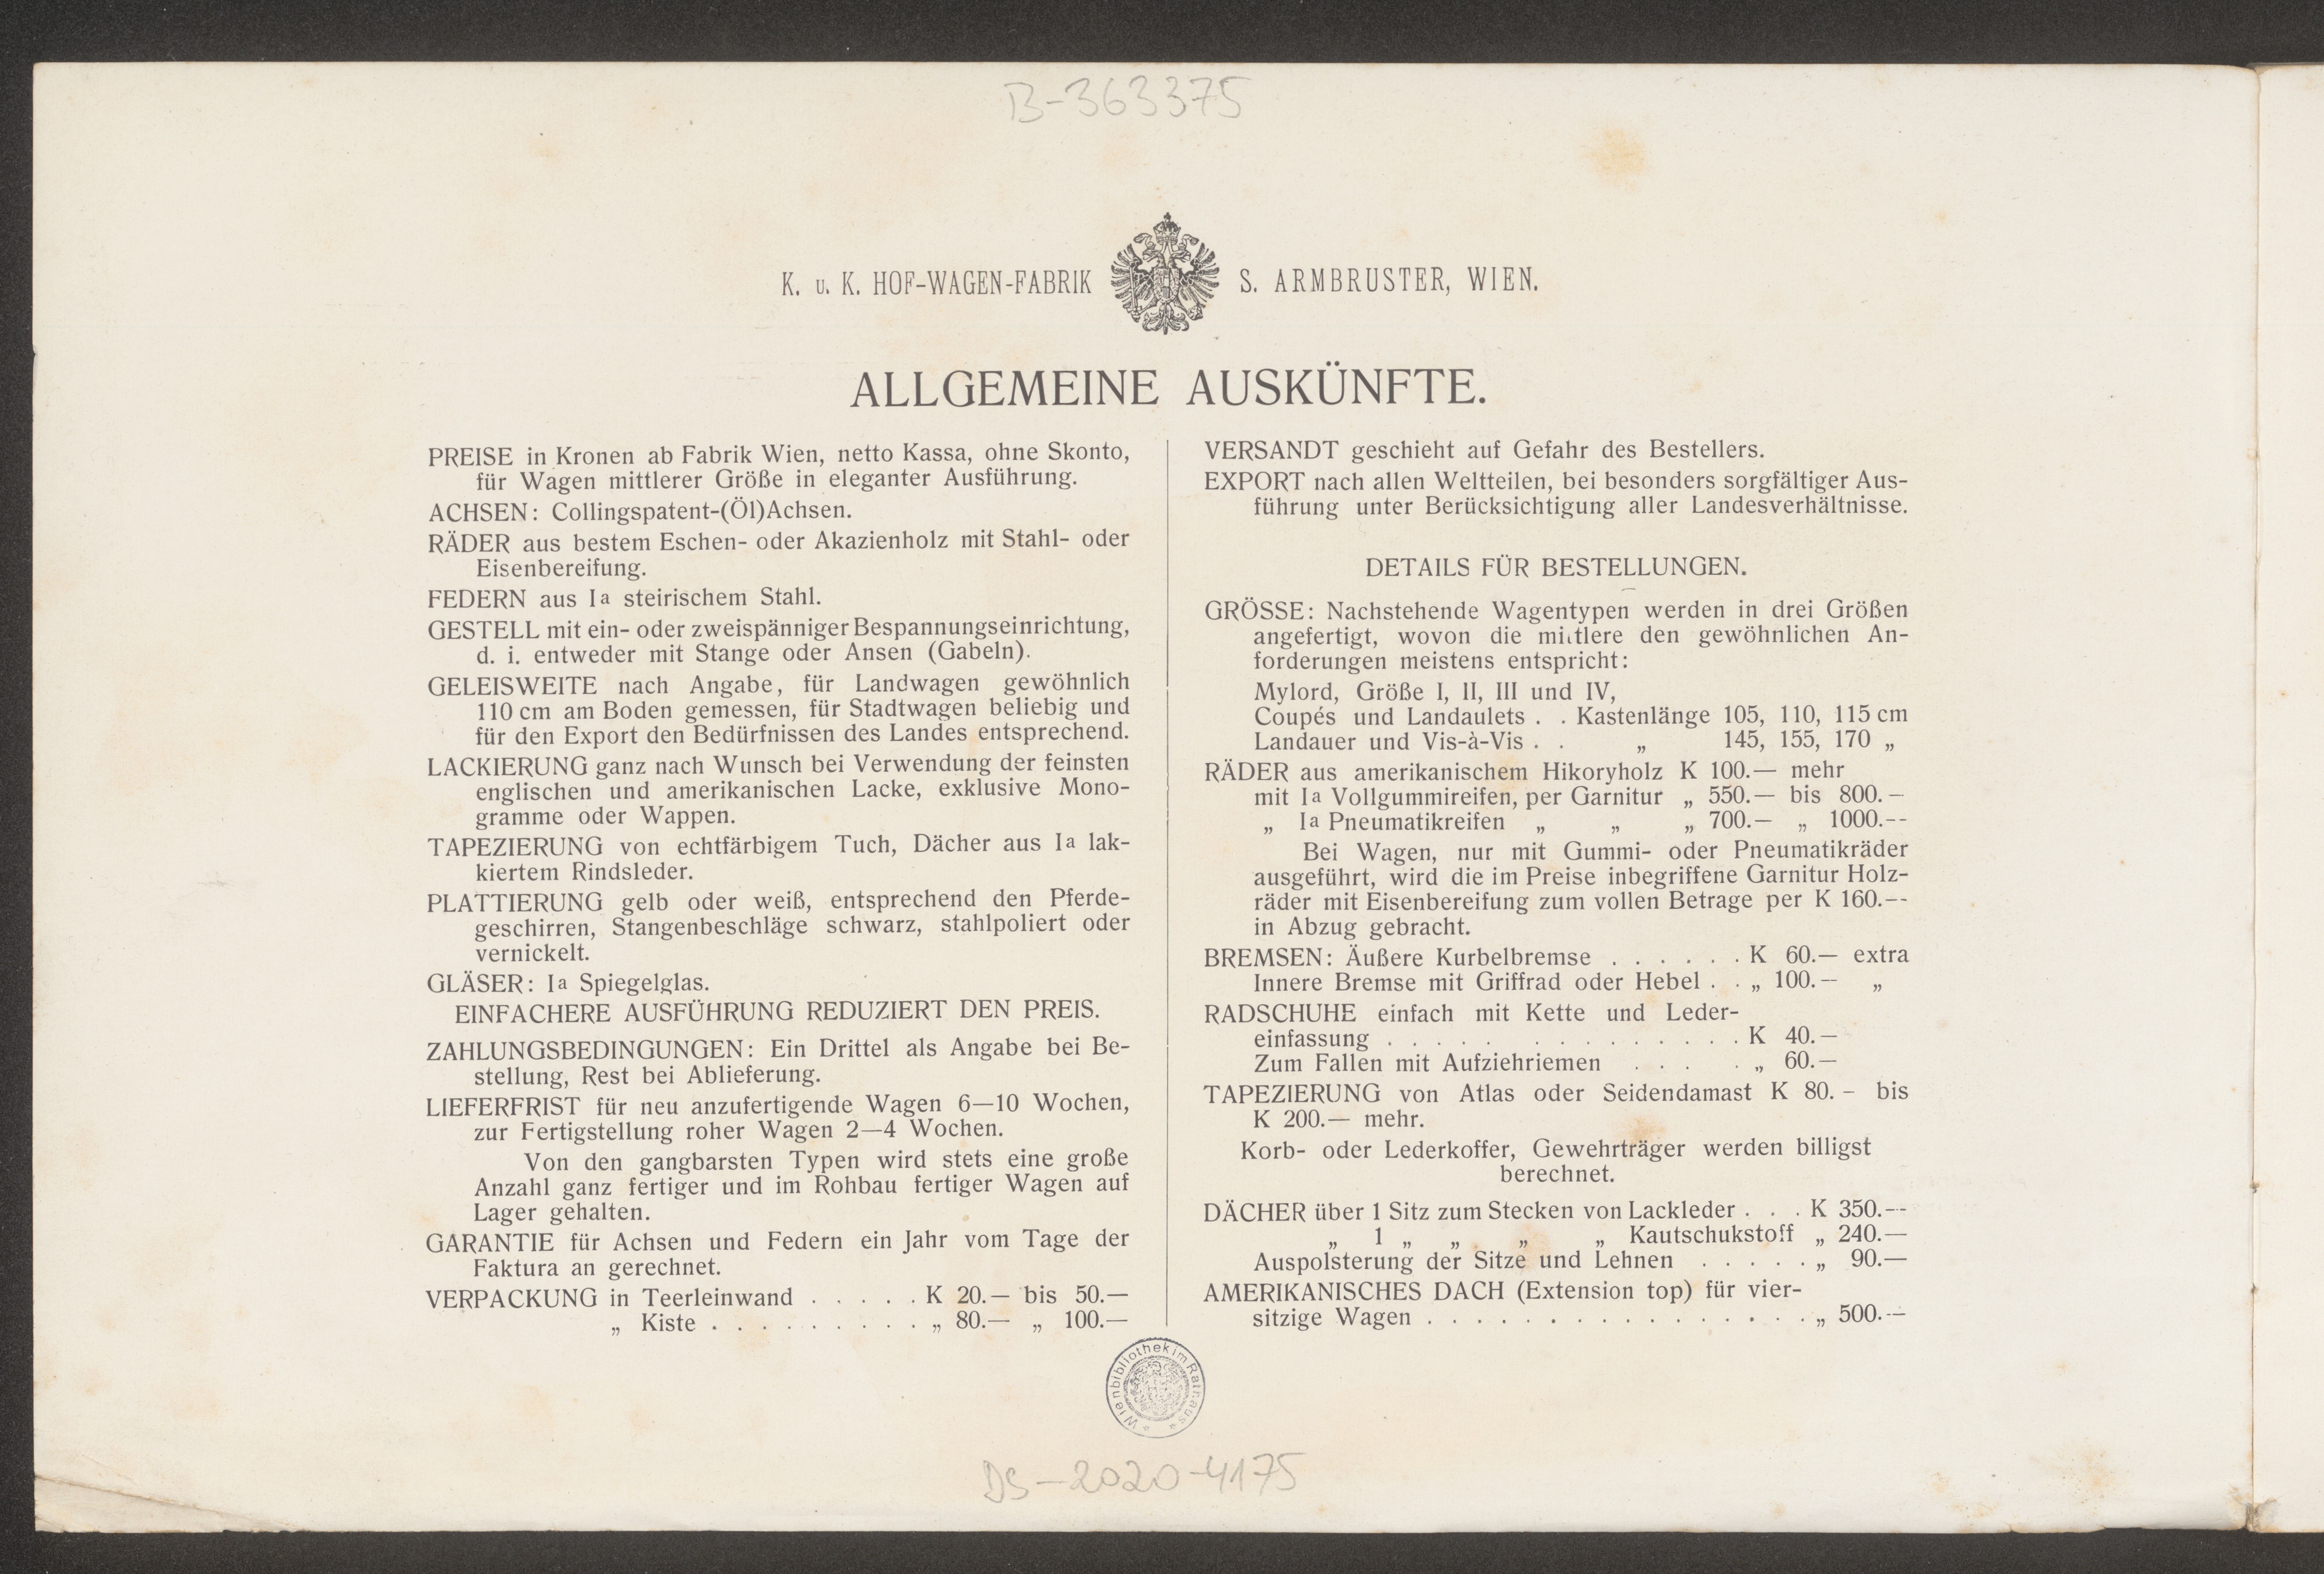 B-363375
K. u. K. HOF-WAGEN-FABRIK S. ARMBRUSTER, WIEN.
ALLGEMEINE AUSKÜNFTE.
PREISE in Kronen ab Fabrik Wien, netto Kassa, ohne Skonto,
für Wagen mittlerer Größe in eleganter Ausführung.
ACHSEN: Collingspatent-(Öl)Achsen.
RÄDER aus bestem Eschen- oder Akazienholz mit Stahl- oder
Eisenbereifung.
FEDERN aus Ia steirischem Stahl.
GESTELL mit ein- oder zweispänniger Bespannungseinrichtung,
d. i. entweder mit Stange oder Ansen (Gabeln).
GELEISWEITE nach Angabe, für Landwagen gewöhnlich
110 cm am Boden gemessen, für Stadtwagen beliebig und
für den Export den Bedürfnissen des Landes entsprechend.
LACKIERUNG ganz nach Wunsch bei Verwendung der feinsten
englischen und amerikanischen Lacke, exklusive Mono-
gramme oder Wappen.
TAPEZIERUNG von echtfärbigem Tuch, Dächer aus Ia lak-
kiertem Rindsleder.
PLATTIERUNG gelb oder weiß, entsprechend den Pferde-
geschirren, Stangenbeschläge schwarz, stahlpoliert oder
vernickelt.
GLÄSER: Ia Spiegelglas.
EINFACHERE AUSFÜHRUNG REDUZIERT DEN PREIS.
ZAHLUNGSBEDINGUNGEN: Ein Drittel als Angabe bei Be-
stellung, Rest bei Ablieferung.
LIEFERFRIST für neu anzufertigende Wagen 6—10 Wochen,
zur Fertigstellung roher Wagen 2—4 Wochen.
Von den gangbarsten Typen wird stets eine große
Anzahl ganz fertiger und im Rohbau fertiger Wagen auf
Lager gehalten.
GARANTIE für Achsen und Federn ein Jahr vom Tage der
Faktura an gerechnet.
VERPACKUNG in Teerleinwand . . . . . K 20.— bis 50.—
„ Kiste . . . . . . . . . . „ 80.— „ 100.—
VERSANDT geschieht auf Gefahr des Bestellers.
EXPORT nach allen Weltteilen, bei besonders sorgfältiger Aus-
führung unter Berücksichtigung aller Landesverhältnisse.
DETAILS FÜR BESTELLUNGEN.
GRÖSSE: Nachstehende Wagentypen werden in drei Größen
angefertigt, wovon die mittlere den gewöhnlichen An-
forderungen meistens entspricht:
Mylord, Größe I, II, III und IV,
Coupés und Landaulets . . Kastenlänge 105, 110, 115 cm
Landauer und Vis-à-Vis . . „ 145, 155, 170 „
RÄDER aus amerikanischem Hikoryholz K 100.— mehr
mit Ia Vollgummireifen, per Garnitur „ 550.— bis 800.—
„ Ia Pneumatikreifen „ „ „ 700.— „ 1000.—
Bei Wagen, nur mit Gummi- oder Pneumatikräder
ausgeführt, wird die im Preise inbegriffene Garnitur Holz-
räder mit Eisenbereifung zum vollen Betrage per K 160.—
in Abzug gebracht.
BREMSEN: Äußere Kurbelbremse . . . . . . K 60.— extra
Innere Bremse mit Griffrad oder Hebel . . „ 100.— „
RADSCHUHE einfach mit Kette und Leder-
einfassung . . . . . . . . . . . . . . K 40.—
Zum Fallen mit Aufziehriemen . . . . „ 60.—
TAPEZIERUNG von Atlas oder Seidendamast K 80.— bis
K 200.— mehr.
Korb- oder Lederkoffer, Gewehrträger werden billigst
berechnet.
DÄCHER über 1 Sitz zum Stecken von Lackleder . . . K 350.—
„ 1 „ „ „ „ Kautschukstoff „ 240.—
Auspolsterung der Sitze und Lehnen . . . . . „ 90.—
AMERIKANISCHES DACH (Extension top) für vier-
sitzige Wagen . . . . . . . . . . . . . . . . „ 500.—
Wienbibliothek im Rathaus
DS-2020-4175